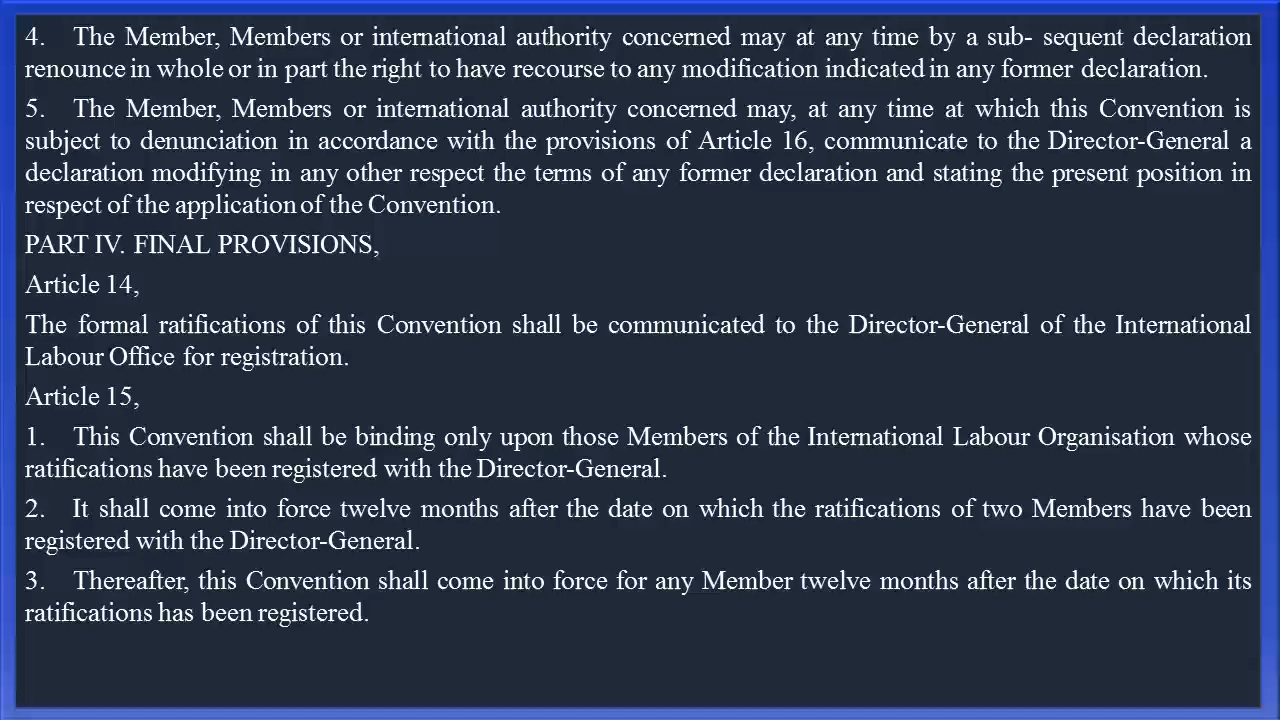 4. The Member, Members or international authority concerned may at any time by a sub- sequent declaration
renounce in whole or in part the right to have recourse to any modification indicated in any former declaration.
5. The Member, Members or international authority concerned may, at any time at which this Convention is
subject to denunciation in accordance with the provisions of Article 16, communicate to the Director-General a
declaration modifying in any other respect the terms of any former declaration and stating the present position in
respect of the application of the Convention.
PART IV. FINAL PROVISIONS,
Article 14,
The formal ratifications of this Convention shall be communicated to the Director-General of the International
Labour Office for registration.
Article 15,
1. This Convention shall be binding only upon those Members of the International Labour Organisation whose
ratifications have been registered with the Director-General.
2. It shall come into force twelve months after the date on which the ratifications of two Members have been
registered with the Director-General.
3. Thereafter, this Convention shall come into force for any Member twelve months after the date on which its
ratifications has been registered.